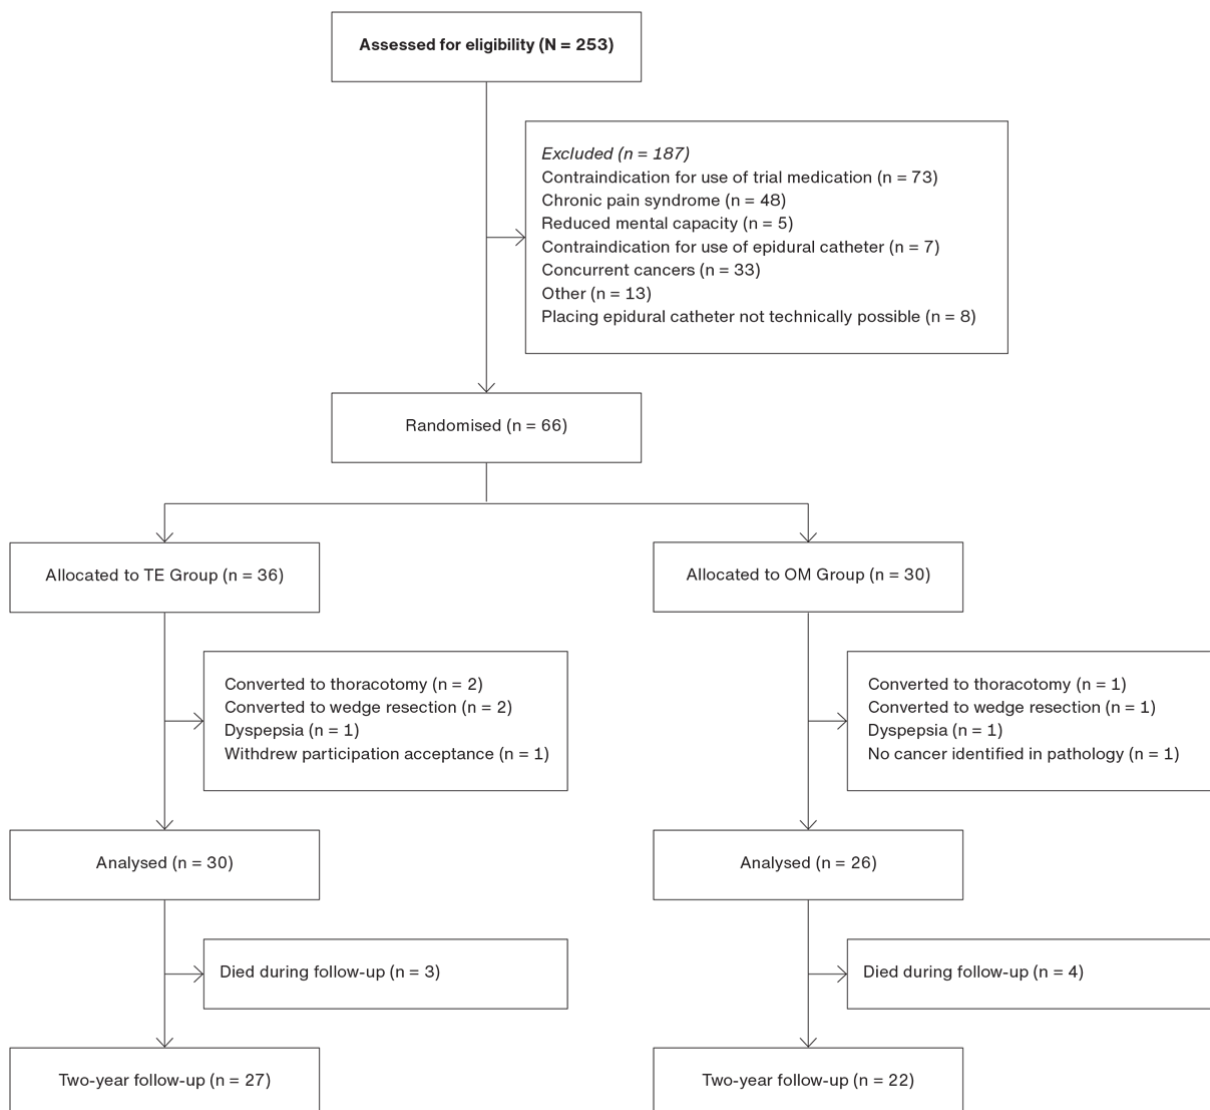 Assessed for eligibility (N = 253)
Excluded (n = 187)
Contraindication for use of trial medication (n = 73)
Chronic pain syndrome (n = 48)
Reduced mental capacity (n = 5)
Contraindication for use of epidural catheter (n = 7)
Concurrent cancers (n = 33)
Other (n = 13)
Placing epidural catheter not technically possible (n = 8)
Randomised (n = 66)
Allocated to TE Group (n = 36)
Allocated to OM Group (n = 30)
Converted to thoracotomy (n = 2)
Converted to wedge resection (n = 2)
Dyspepsia (n = 1)
Withdrew participation acceptance (n = 1)
Converted to thoracotomy (n = 1)
Converted to wedge resection (n = 1)
Dyspepsia (n = 1)
No cancer identified in pathology (n = 1)
Analysed (n = 30)
Analysed (n = 26)
Died during follow-up (n = 3)
Died during follow-up (n = 4)
Two-year follow-up (n = 27)
Two-year follow-up (n = 22)